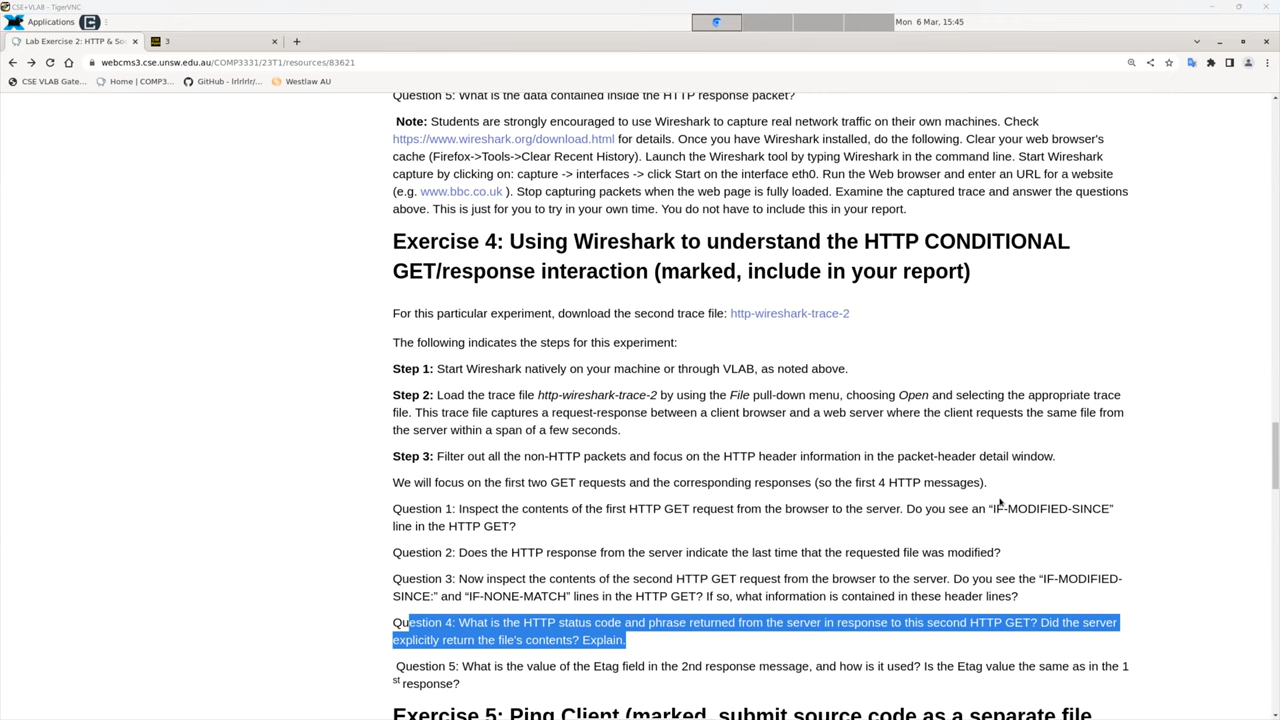 CSE+VLAB - TigerVNC
Applications
Mon 6 Mar, 15:45
Lab Exercise 2: HTTP & So
3
webcms3.cse.unsw.edu.au/COMP3331/23T1/resources/83621
CSE VLAB Gate...
Home | COMP3...
GitHub - lrlrlrlr/...
Westlaw AU
Question 5: What is the data contained inside the HTTP response packet?
Note: Students are strongly encouraged to use Wireshark to capture real network traffic on their own machines. Check
https://www.wireshark.org/download.html for details. Once you have Wireshark installed, do the following. Clear your web browser's
cache (Firefox->Tools->Clear Recent History). Launch the Wireshark tool by typing Wireshark in the command line. Start Wireshark
capture by clicking on: capture -> interfaces -> click Start on the interface eth0. Run the Web browser and enter an URL for a website
(e.g. www.bbc.co.uk ). Stop capturing packets when the web page is fully loaded. Examine the captured trace and answer the questions
above. This is just for you to try in your own time. You do not have to include this in your report.
Exercise 4: Using Wireshark to understand the HTTP CONDITIONAL
GET/response interaction (marked, include in your report)
For this particular experiment, download the second trace file: http-wireshark-trace-2
The following indicates the steps for this experiment:
Step 1: Start Wireshark natively on your machine or through VLAB, as noted above.
Step 2: Load the trace file http-wireshark-trace-2 by using the File pull-down menu, choosing Open and selecting the appropriate trace
file. This trace file captures a request-response between a client browser and a web server where the client requests the same file from
the server within a span of a few seconds.
Step 3: Filter out all the non-HTTP packets and focus on the HTTP header information in the packet-header detail window.
We will focus on the first two GET requests and the corresponding responses (so the first 4 HTTP messages).
Question 1: Inspect the contents of the first HTTP GET request from the browser to the server. Do you see an “IF-MODIFIED-SINCE”
line in the HTTP GET?
Question 2: Does the HTTP response from the server indicate the last time that the requested file was modified?
Question 3: Now inspect the contents of the second HTTP GET request from the browser to the server. Do you see the “IF-MODIFIED-
SINCE:” and “IF-NONE-MATCH” lines in the HTTP GET? If so, what information is contained in these header lines?
Question 4: What is the HTTP status code and phrase returned from the server in response to this second HTTP GET? Did the server
explicitly return the file's contents? Explain.
Question 5: What is the value of the Etag field in the 2nd response message, and how is it used? Is the Etag value the same as in the 1
st response?
Exercise 5: Ping Client (marked, submit source code as a separate file,